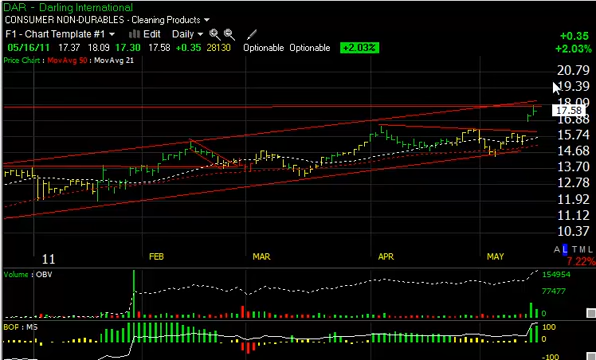 DAR - Darling International
CONSUMER NON-DURABLES - Cleaning Products
F1 - Chart Template #1 Edit Daily
+0.35
05/16/11 17.37 18.09 17.30 17.58 +0.35 28130 Optionable Optionable +2.03%
+2.03%
Price Chart : MovAvg 50 : MovAvg 21
20.79
19.39
18.09
17.58
15.74
14.68
13.70
12.78
11.92
11.12
10.37
A L T M L
11 FEB MAR APR MAY
7.22%
Volume : OBV
154954
77477
BOP : MS
100
-100